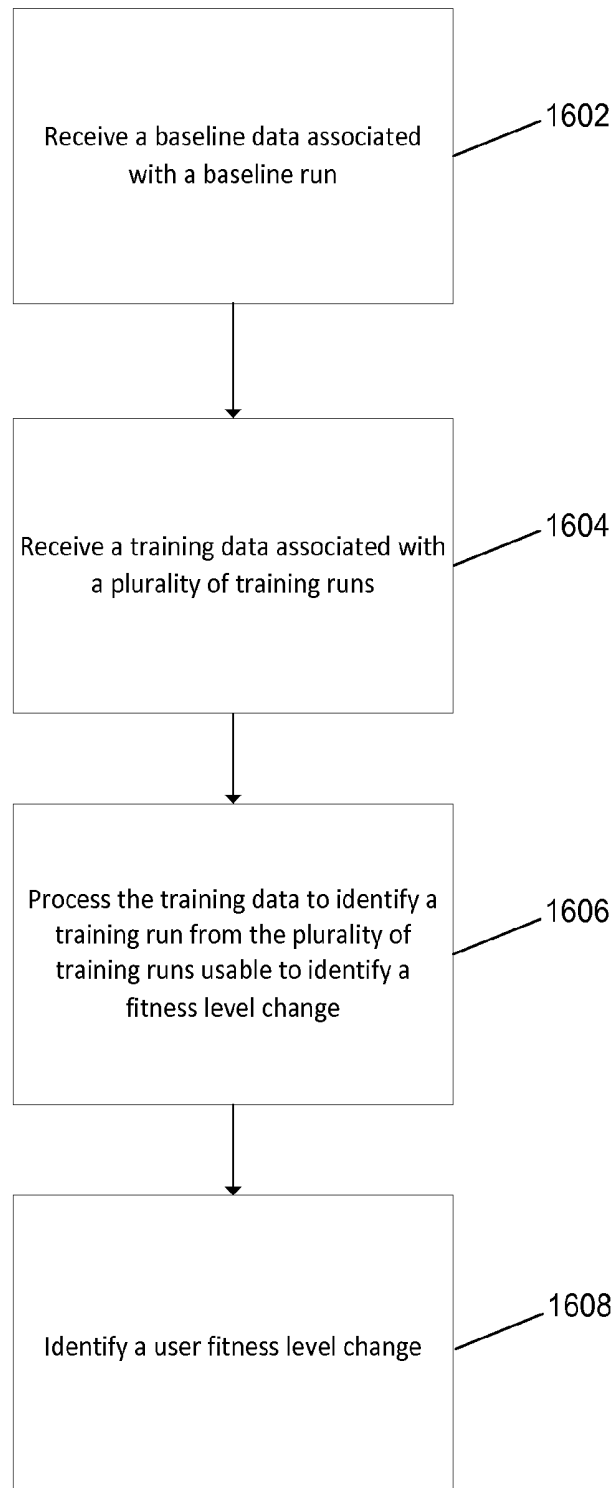 Receive a baseline data associated
with a baseline run
1602
Receive a training data associated with
a plurality of training runs
1604
Process the training data to identify a
training run from the plurality of
training runs usable to identify a
fitness level change
1606
Identify a user fitness level change
1608